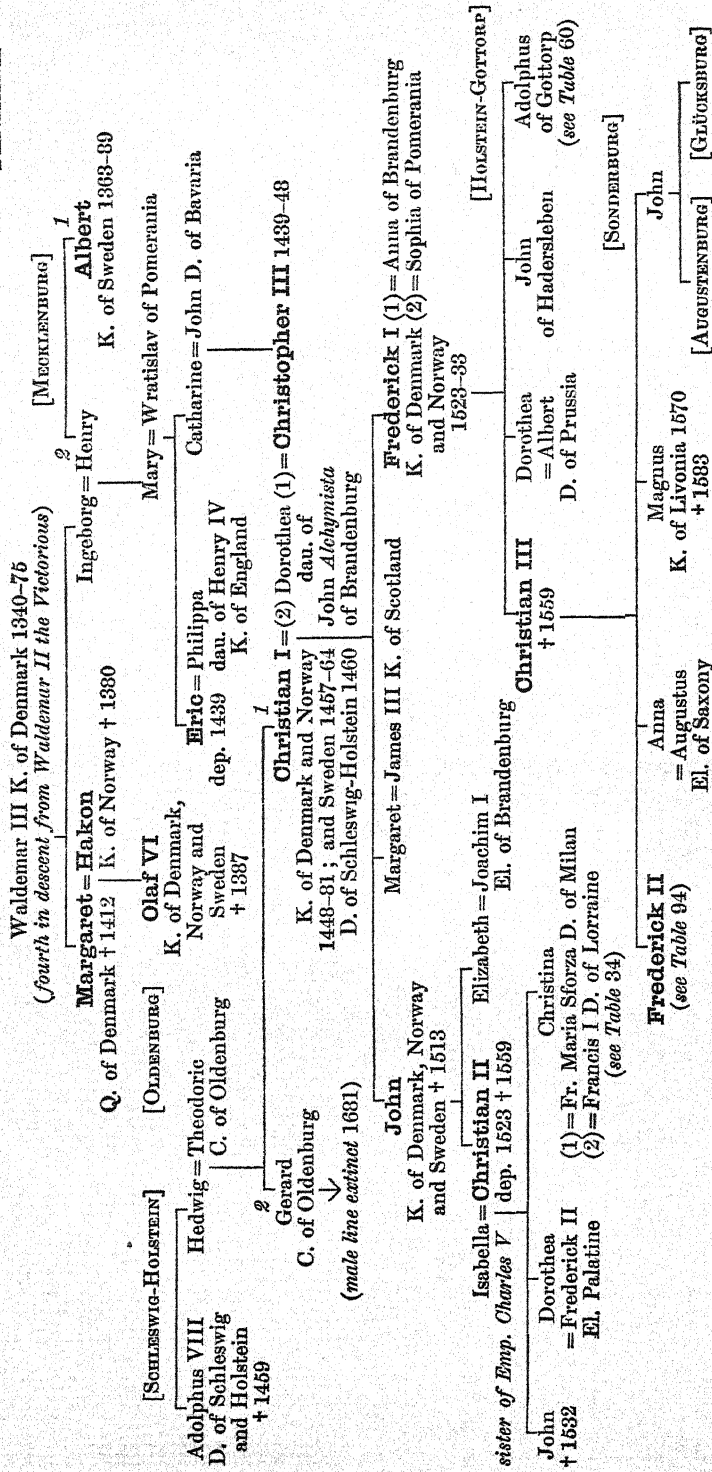 Waldemar III K. of Denmark 1340–75
(fourth in descent from Waldemar II the Victorious)
[MECKLENBURG]
2 1
Margaret=Hakon Ingeborg=Henry Albert
Q. of Denmark † 1412 K. of Norway † 1380 K. of Sweden 1363–89
Olaf VI
K. of Denmark,
Norway and
Sweden
† 1387
Mary=Wratislav of Pomerania
Eric=Philippa Catharine=John D. of Bavaria
dep. 1439 dau. of Henry IV
K. of England
[SCHLESWIG-HOLSTEIN] [OLDENBURG]
Adolphus VIII Hedwig=Theodoric
D. of Schleswig C. of Oldenburg
and Holstein
† 1459
2 1
Gerard
C. of Oldenburg
(male line extinct 1631)
Christian I=(2) Dorothea (1)=Christopher III 1439–48
K. of Denmark and Norway dau. of
1448–81; and Sweden 1457–64 John Alchymista
D. of Schleswig-Holstein 1460 of Brandenburg
John Margaret=James III K. of Scotland Frederick I (1)=Anna of Brandenburg
K. of Denmark, Norway K. of Denmark (2)=Sophia of Pomerania
and Sweden † 1513 and Norway
1523–33
[HOLSTEIN-GOTTORP]
Isabella=Christian II Elizabeth=Joachim I
sister of Emp. Charles V dep. 1523 † 1559 El. of Brandenburg
Christian III Dorothea John Adolphus
† 1559 =Albert of Hadersleben of Gottorp
D. of Prussia (see Table 60)
John Dorothea Christina
† 1532 =Frederick II (1)=Fr. Maria Sforza D. of Milan
El. Palatine (2)=Francis I D. of Lorraine
(see Table 34)
[SONDERBURG]
Frederick II Anna Magnus John
(see Table 94) =Augustus K. of Livonia 1570
El. of Saxony † 1583
[AUGUSTENBURG] [GLÜCKSBURG]